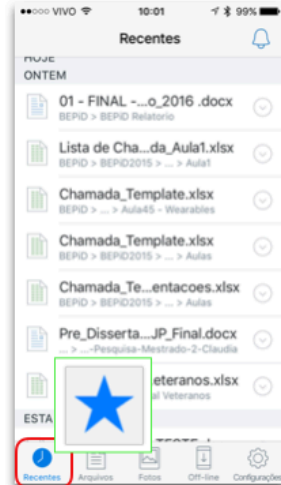 VIVO 10:01 99%
Recentes
HOJE
ONTEM
01 - FINAL -...o_2016 .docx
BEPiD > BEPiD Relatorio
Lista de Cha...da_Aula1.xlsx
BEPiD > BEPiD2015 > ... > Aula1
Chamada_Template.xlsx
BEPiD > ... > Aula45 - Wearables
Chamada_Template.xlsx
BEPiD > BEPiD2015 > ... > Aulas
Chamada_Te...entacoes.xlsx
BEPiD > BEPiD2015 > ... > Aulas
Pre_Disserta...JP_Final.docx
... > ...-Pesquisa-Mestrado-2-Claudia
eteranos.xlsx
al Veteranos
ESTA
Recentes Arquivos Fotos Off-line Configurações